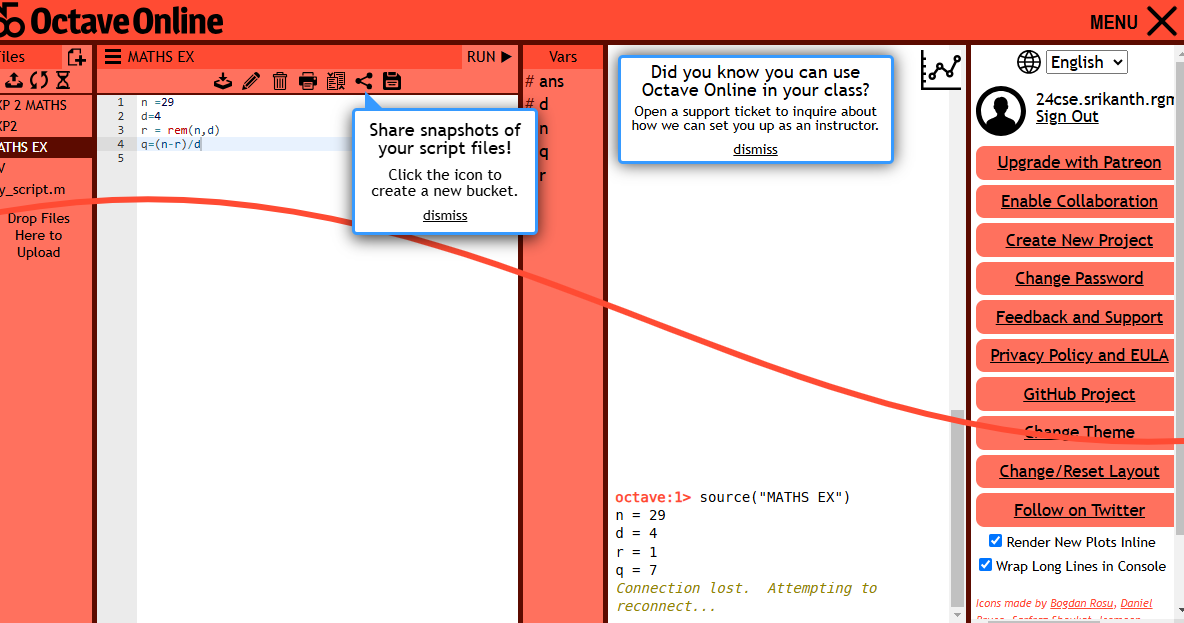 Octave Online
MENU
iles
MATHS EX
RUN
Vars
XP 2 MATHS
XP2
ATHS EX
y_script.m
Drop Files
Here to
Upload
1 n =29
2 d=4
3 r = rem(n,d)
4 q=(n-r)/d
5
Share snapshots of
your script files!
Click the icon to
create a new bucket.
dismiss
# ans
# d
n
q
r
Did you know you can use
Octave Online in your class?
Open a support ticket to inquire about
how we can set you up as an instructor.
dismiss
octave:1> source("MATHS EX")
n = 29
d = 4
r = 1
q = 7
Connection lost.  Attempting to
reconnect...
English
24cse.srikanth.rgm
Sign Out
Upgrade with Patreon
Enable Collaboration
Create New Project
Change Password
Feedback and Support
Privacy Policy and EULA
GitHub Project
Change Theme
Change/Reset Layout
Follow on Twitter
Render New Plots Inline
Wrap Long Lines in Console
Icons made by Bogdan Rosu, Daniel